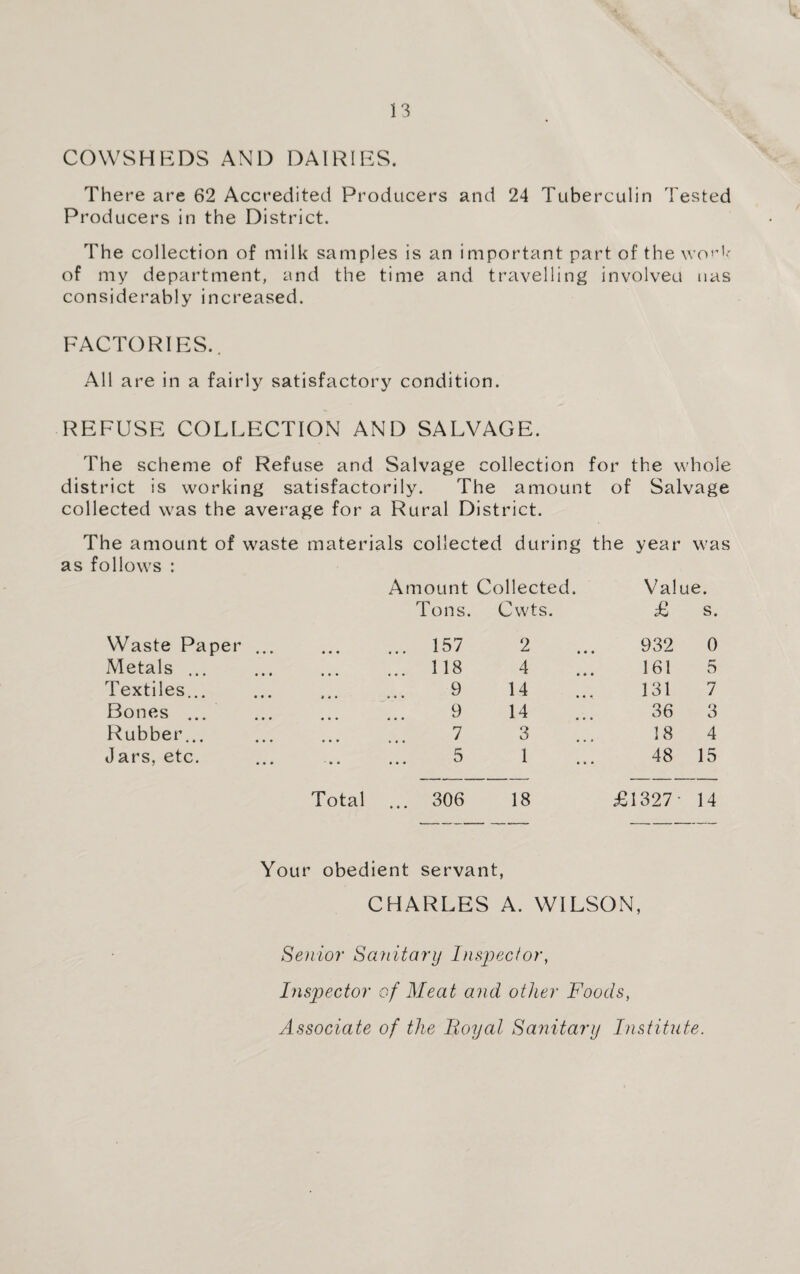 13
COWSHEDS AND DAIRIES.
There are 62 Accredited Producers and 24 Tuberculin Tested
Producers in the District.
The collection of milk samples is an important part of the work
of my department, and the time and travelling involved has
considerably increased.
FACTORIES..
All are in a fairly satisfactory condition.
REFUSE COLLECTION AND SALVAGE.
The scheme of Refuse and Salvage collection for the whole
district is working satisfactorily. The amount of Salvage
collected was the average for a Rural District.
The amount of waste materials collected during the year was
as follows :
Amount Collected. Value.
Tons. Cwts. £ s.
Waste Paper ... ... ... 157 2 ... 932 0
Metals ... ... ... ... 118 4 ... 161 5
Textiles... ... ... ... 9 14 ... 131 7
Bones ... ... ... ... 9 14 ... 36 3
Rubber... ... ... ... 7 3 ... 18 4
Jars, etc. ... ... ... 5 1 ... 48 15
Total ... 306 18 £1327 14
Your obedient servant,
CHARLES A. WILSON,
Senior Sanitary Inspector,
Inspector of Meat and other Foods,
Associate of the Royal Sanitary Institute.